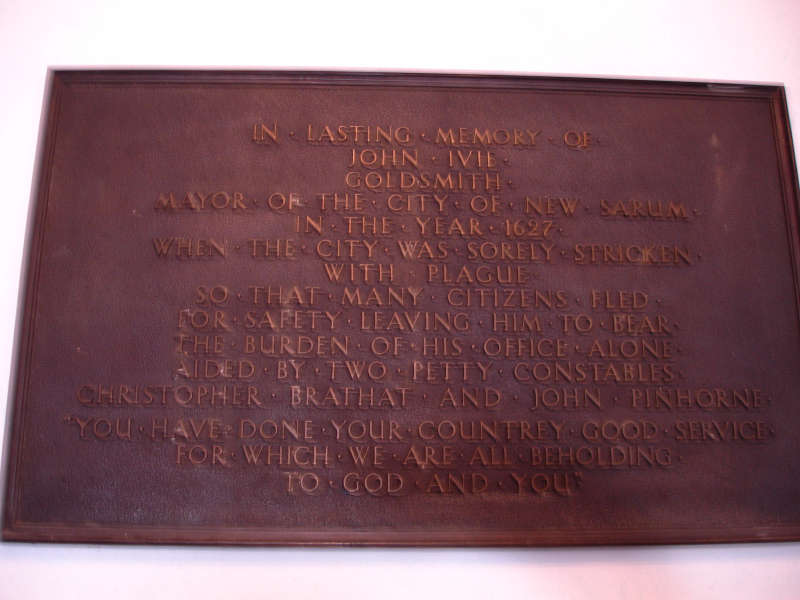 IN · LASTING · MEMORY · OF ·
JOHN · IVIE ·
GOLDSMITH ·
MAYOR · OF · THE · CITY · OF · NEW · SARUM ·
IN · THE · YEAR · 1627 ·
WHEN · THE · CITY · WAS · SORELY · STRICKEN ·
WITH · PLAGUE ·
SO · THAT · MANY · CITIZENS · FLED ·
FOR · SAFETY · LEAVING · HIM · TO · BEAR ·
THE · BURDEN · OF · HIS · OFFICE · ALONE ·
AIDED · BY · TWO · PETTY · CONSTABLES ·
CHRISTOPHER · BRATHAT · AND · JOHN · PINHORNE ·
"YOU · HAVE · DONE · YOUR · COUNTREY · GOOD · SERVICE ·
FOR · WHICH · WE · ARE · ALL · BEHOLDING ·
TO · GOD · AND · YOU"